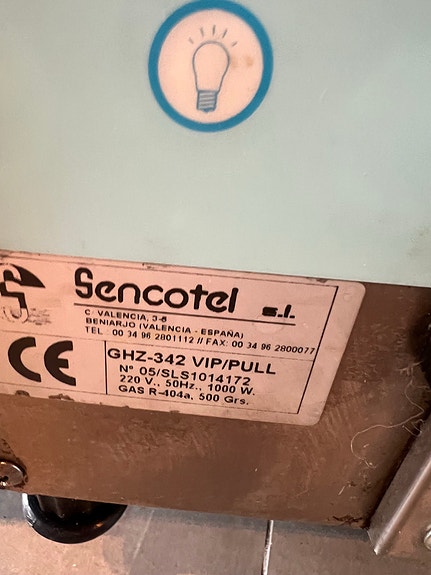 Sencotel s.l.
C. VALENCIA, 3-5
BENIARJO (VALENCIA - ESPAÑA)
TEL. 00 34 96 2801112 // FAX: 00 34 96 2800077
CE
GHZ-342 VIP/PULL
Nº 05/SLS1014172
220 V., 50Hz., 1000 W.
GAS R-404a, 500 Grs.